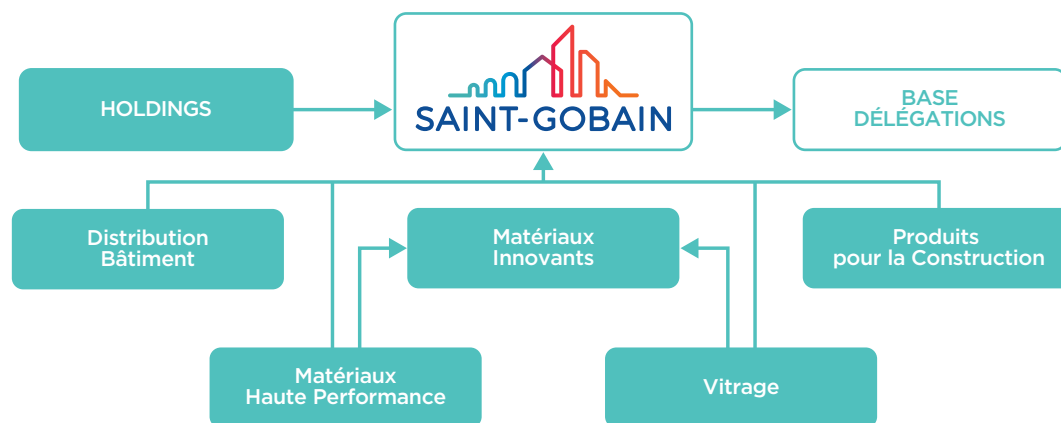 HOLDINGS
SAINT-GOBAIN
BASE
DÉLÉGATIONS
Distribution
Bâtiment
Matériaux
Innovants
Produits
pour la Construction
Matériaux
Haute Performance
Vitrage